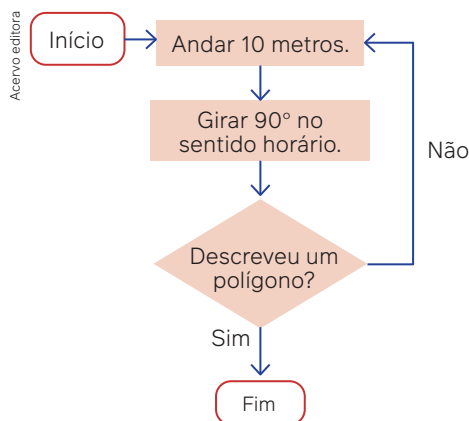 Acervo editora
Início
Andar 10 metros.
Girar 90° no
sentido horário.
Não
Descreveu um
polígono?
Sim
Fim